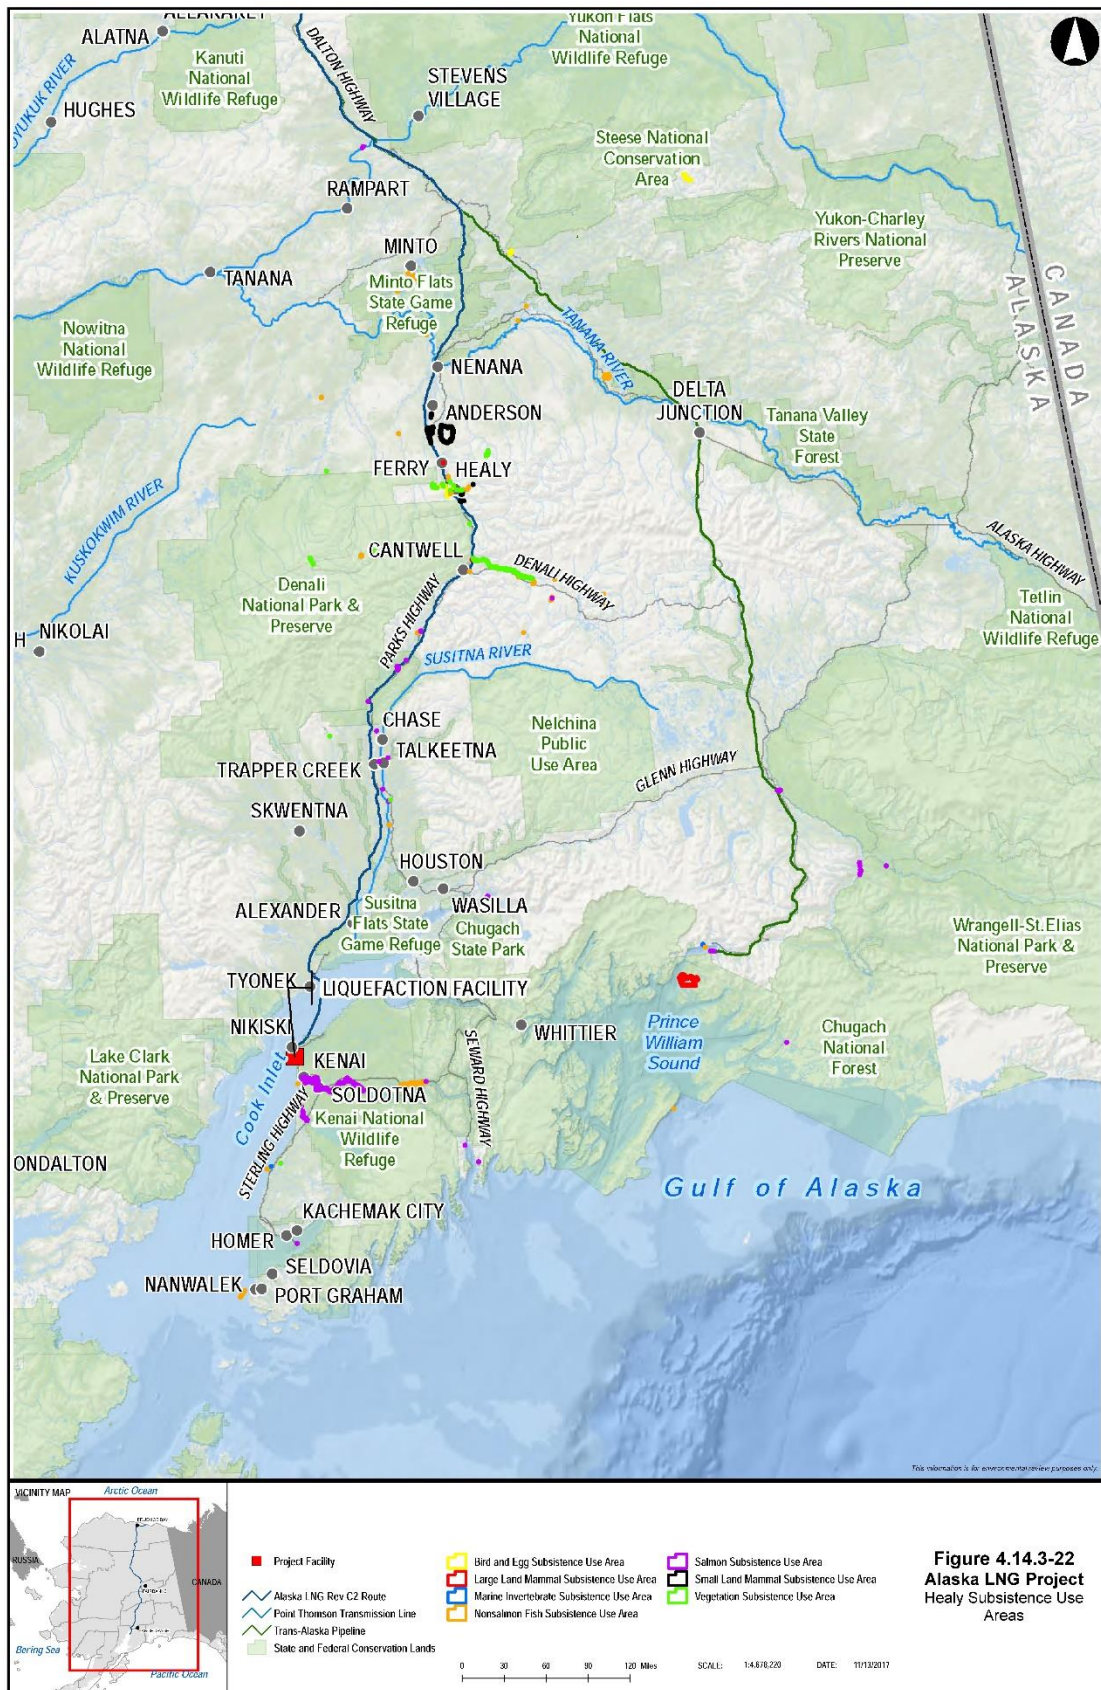 ALLAKAKET
ALATNA
Kanuti
National
Wildlife Refuge
DALTON HIGHWAY
Yukon Flats
National
Wildlife Refuge
STEVENS
VILLAGE
HUGHES
OYUKUK RIVER
Steese National
Conservation
Area
RAMPART
Yukon-Charley
Rivers National
Preserve
MINTO
TANANA
Minto Flats
State Game
Refuge
CANADA
ALASKA
Nowitna
National
Wildlife Refuge
TANANA RIVER
NENANA
DELTA
JUNCTION
ANDERSON
Tanana Valley
State
Forest
FERRY
HEALY
KUSKOKWIM RIVER
ALASKA HIGHWAY
CANTWELL
DENALI HIGHWAY
Denali
National Park &
Preserve
Tetlin
National
Wildlife Refuge
H
NIKOLAI
PARKS HIGHWAY
SUSITNA RIVER
CHASE
Nelchina
Public
Use Area
TALKEETNA
TRAPPER CREEK
GLENN HIGHWAY
SKWENTNA
HOUSTON
WASILLA
ALEXANDER
Susitna
Flats State
Game Refuge
Chugach
State Park
Wrangell-St.Elias
National Park &
Preserve
TYONEK
LIQUEFACTION FACILITY
NIKISKI
WHITTIER
Prince
William
Sound
Chugach
National
Forest
SEWARD HIGHWAY
Lake Clark
National Park
& Preserve
Cook Inlet
KENAI
SOLDOTNA
Kenai National
Wildlife
Refuge
STERLING HIGHWAY
ONDALTON
Gulf of Alaska
KACHEMAK CITY
HOMER
SELDOVIA
NANWALEK
PORT GRAHAM
This information is for environmental review purposes only.
VICINITY MAP
Arctic Ocean
RUSSIA
CANADA
Bering Sea
Pacific Ocean
Project Facility
Alaska LNG Rev C2 Route
Point Thomson Transmission Line
Trans-Alaska Pipeline
State and Federal Conservation Lands
Bird and Egg Subsistence Use Area
Large Land Mammal Subsistence Use Area
Marine Invertebrate Subsistence Use Area
Nonsalmon Fish Subsistence Use Area
Salmon Subsistence Use Area
Small Land Mammal Subsistence Use Area
Vegetation Subsistence Use Area
0 30 60 90 120 Miles
SCALE: 1:4,678,220
DATE: 11/13/2017
Figure 4.14.3-22
Alaska LNG Project
Healy Subsistence Use
Areas